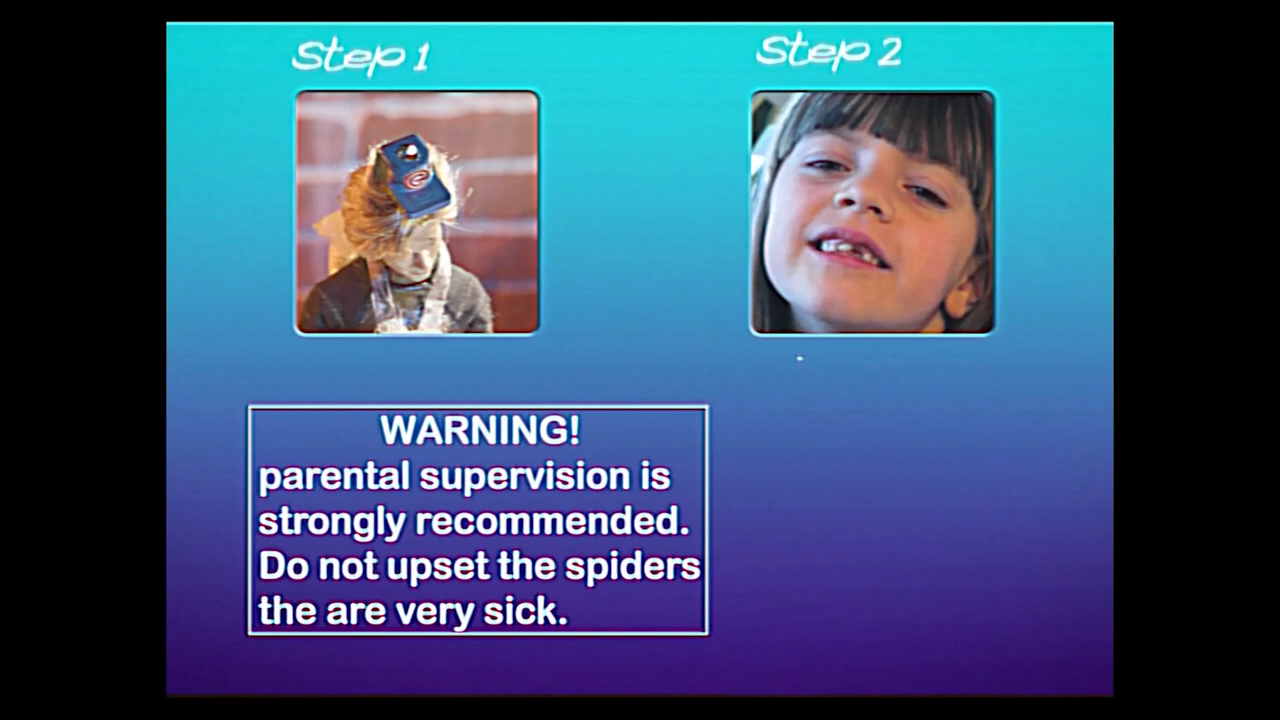 Step 1
Step 2
WARNING!
parental supervision is
strongly recommended.
Do not upset the spiders
the are very sick.